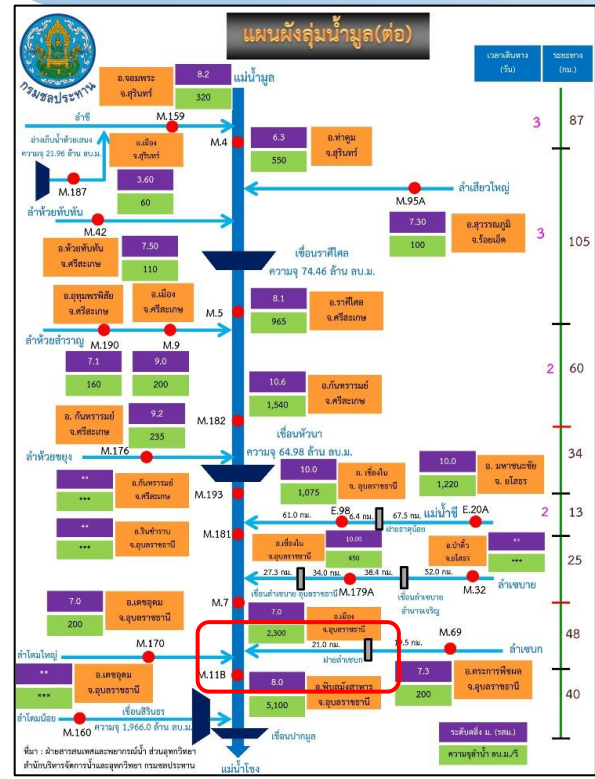 แผนผังลุ่มน้ำมูล(ต่อ)
กรมชลประทาน
เวลาเดินทาง
(วัน)
ระยะทาง
(กม.)
อ.จอมพระ
จ.สุรินทร์
8.2
320
แม่น้ำมูล
ลำชี
M.159
อ่างเก็บน้ำห้วยเสนง
ความจุ 21.96 ล้าน ลบ.ม.
อ.เมือง
จ.สุรินทร์
3.60
60
M.187
M.4
6.3
550
อ.ท่าตูม
จ.สุรินทร์
3
87
ลำเสียวใหญ่
M.95A
7.30
100
อ.สุวรรณภูมิ
จ.ร้อยเอ็ด
3
105
ลำห้วยทับทัน
M.42
อ.ห้วยทับทัน
จ.ศรีสะเกษ
7.50
110
เขื่อนราศีไศล
ความจุ 74.46 ล้าน ลบ.ม.
อ.อุทุมพรพิสัย
จ.ศรีสะเกษ
อ.เมือง
จ.ศรีสะเกษ
M.5
8.1
965
อ.ราศีไศล
จ.ศรีสะเกษ
ลำห้วยสำราญ
M.190
M.9
7.1
160
9.0
200
2
60
10.6
1,540
อ.กันทรารมย์
จ.ศรีสะเกษ
M.182
อ. กันทรารมย์
จ.ศรีสะเกษ
9.2
235
ลำห้วยขยุง
M.176
เขื่อนหัวนา
ความจุ 64.98 ล้าน ลบ.ม.
34
M.193
10.0
1,075
อ. เขื่องใน
จ. อุบลราชธานี
10.0
1,220
อ. มหาชนะชัย
จ. ยโสธร
**
***
อ.กันทรารมย์
จ.ศรีสะเกษ
61.0 กม.
E.98
6.4 กม.
67.5 กม.
แม่น้ำชี
E.20A
ฝายธาตุน้อย
2
13
**
***
อ.วารินชำราบ
จ.อุบลราชธานี
M.181
อ.เขื่องใน
จ.อุบลราชธานี
10.00
450
อ.ป่าติ้ว
จ.ยโสธร
**
***
25
27.3 กม.
34.0 กม.
38.4 กม.
52.0 กม.
ลำเซบาย
เขื่อนลำเซบาย อุบลราชธานี
M.179A
เขื่อนลำเซบาย
อำนาจเจริญ
M.32
M.7
7.0
200
อ.เดชอุดม
จ.อุบลราชธานี
7.0
2,300
อ.เมือง
จ.อุบลราชธานี
48
ลำโดมใหญ่
M.170
21.0 กม.
19.5 กม.
M.69
ลำเซบก
ฝายลำเซบก
**
***
อ.เดชอุดม
จ.อุบลราชธานี
M.11B
8.0
5,100
อ.พิบูลมังสาหาร
จ.อุบลราชธานี
7.3
200
อ.ตระการพืชผล
จ.อุบลราชธานี
40
ลำโดมน้อย
M.160
เขื่อนสิรินธร
ความจุ 1,966.0 ล้าน ลบ.ม.
เขื่อนปากมูล
แม่น้ำโขง
ระดับตลิ่ง ม. (รสม.)
ความจุลำน้ำ ลบ.ม./วิ
ที่มา : ฝ่ายสารสนเทศและพยากรณ์น้ำ ส่วนอุทกวิทยา
สำนักบริหารจัดการน้ำและอุทกวิทยา กรมชลประทาน